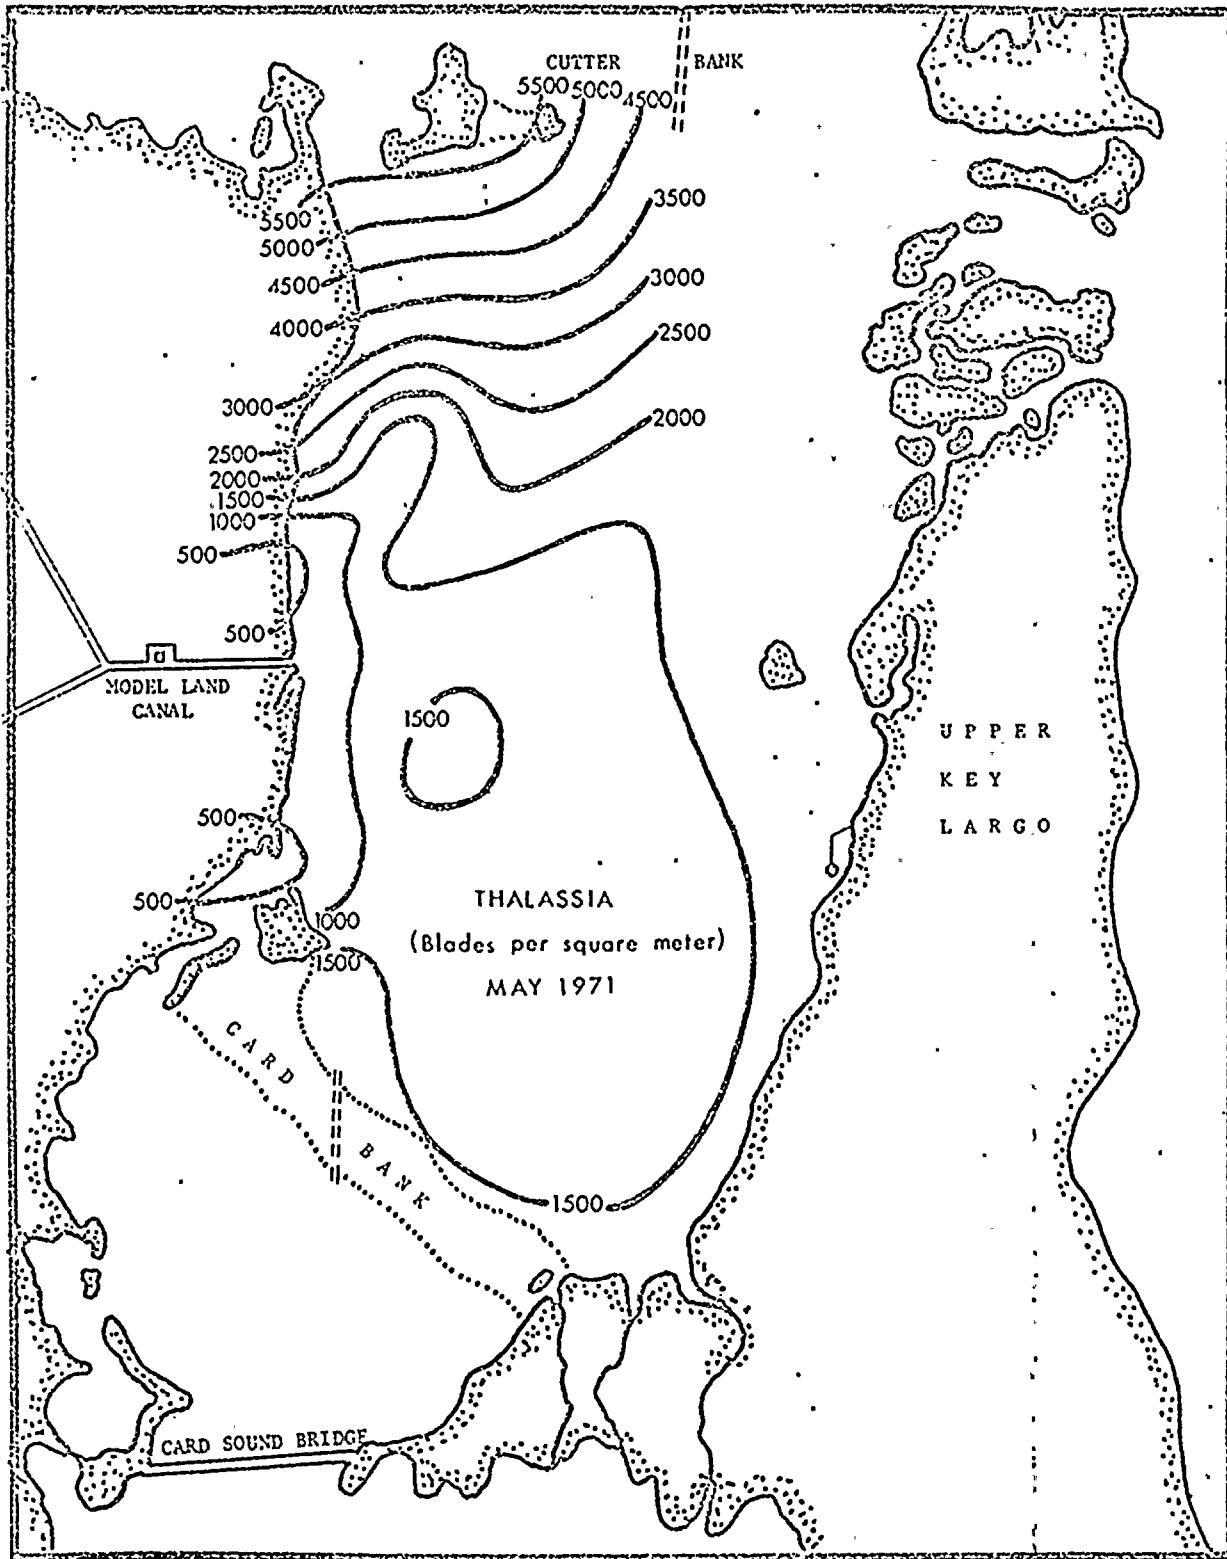 CUTTER BANK
5500 5000 4500
3500
5500
5000
3000
4500
4000
2500
3000
2000
2500
2000
1500
1000
500
500
MODEL LAND
CANAL
1500
UPPER
KEY
LARGO
500
THALASSIA
500
1000
(Blades per square meter)
1500
MAY 1971
CARD
BANK
1500
CARD SOUND BRIDGE